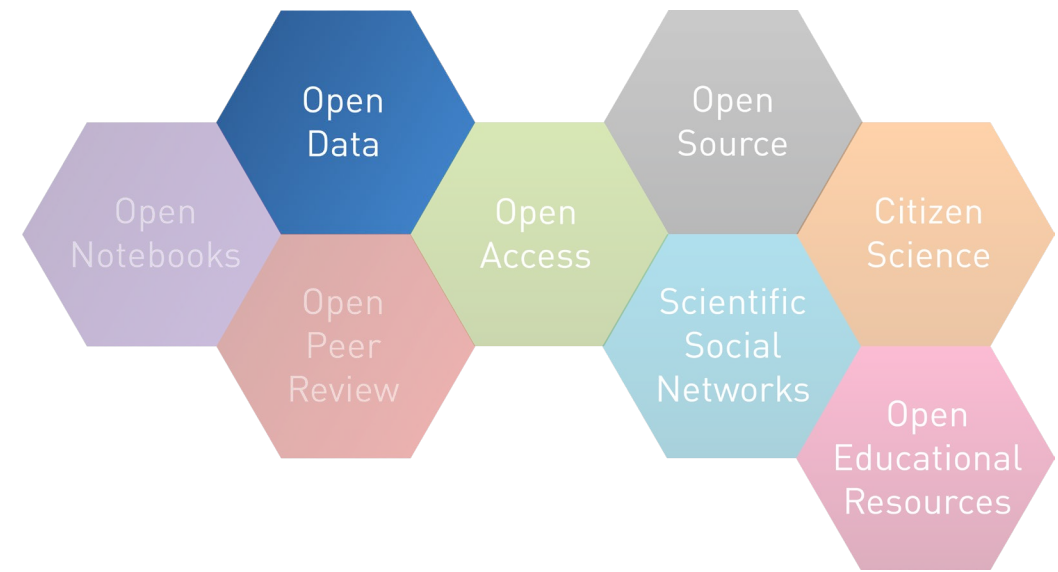 Open
Notebooks
Open
Data
Open
Peer
Review
Open
Access
Open
Source
Scientific
Social
Networks
Citizen
Science
Open
Educational
Resources